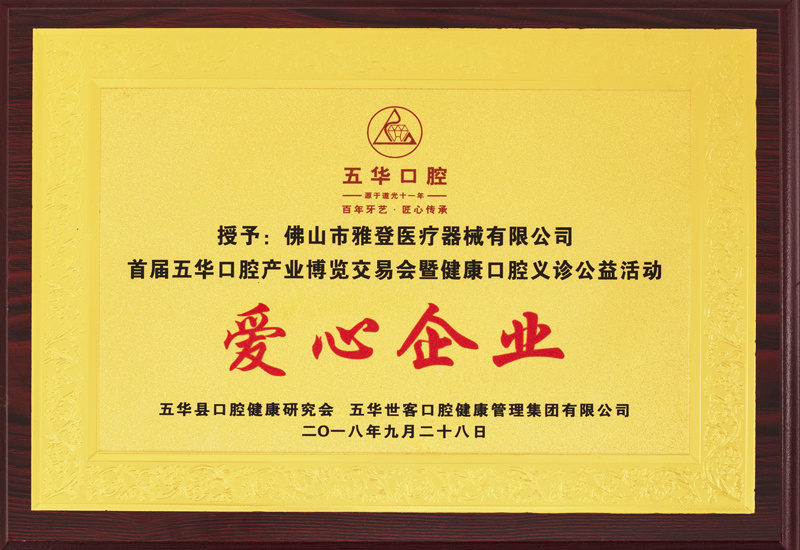 五华口腔
源于道光十一年
百年牙艺·匠心传承
授予：佛山市雅登医疗器械有限公司
首届五华口腔产业博览交易会暨健康口腔义诊公益活动
爱心企业
五华县口腔健康研究会 五华世客口腔健康管理集团有限公司
二〇一八年九月二十八日